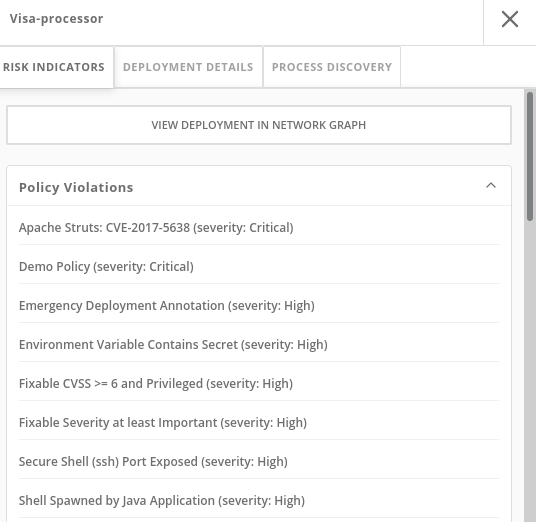 Visa-processor
RISK INDICATORS
DEPLOYMENT DETAILS
PROCESS DISCOVERY
VIEW DEPLOYMENT IN NETWORK GRAPH
Policy Violations
Apache Struts: CVE-2017-5638 (severity: Critical)
Demo Policy (severity: Critical)
Emergency Deployment Annotation (severity: High)
Environment Variable Contains Secret (severity: High)
Fixable CVSS >= 6 and Privileged (severity: High)
Fixable Severity at least Important (severity: High)
Secure Shell (ssh) Port Exposed (severity: High)
Shell Spawned by Java Application (severity: High)